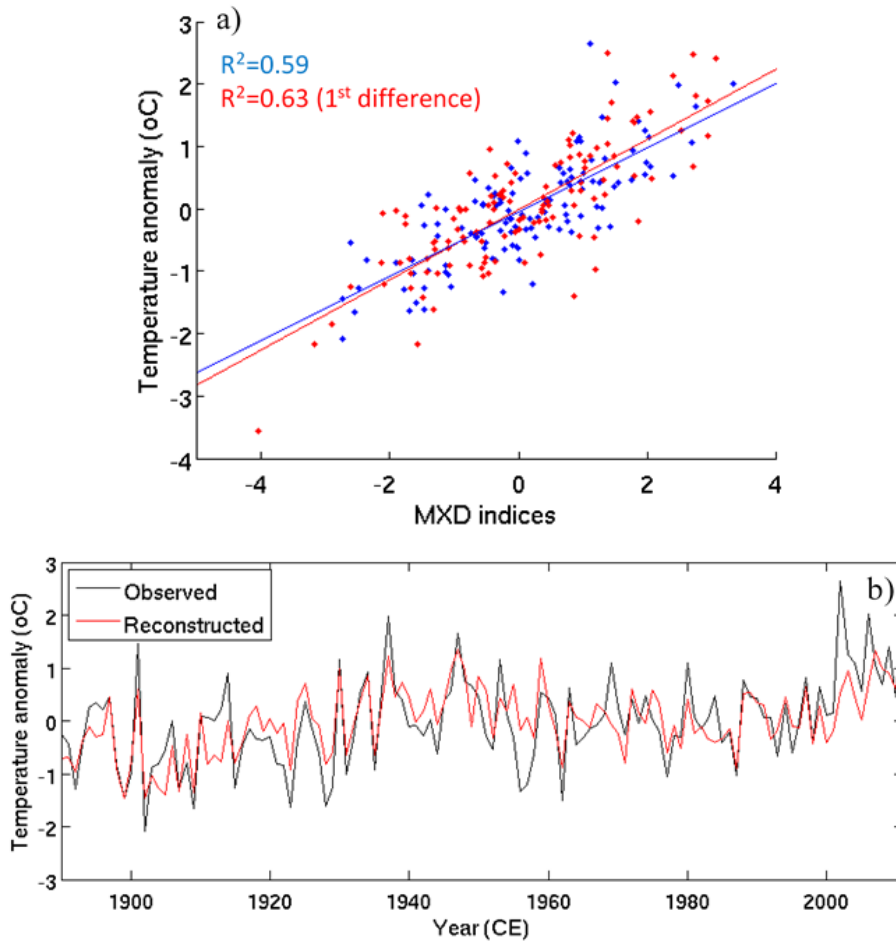 a)
R²=0.59
R²=0.63 (1st difference)
Temperature anomaly (oC)
3
2
1
0
-1
-2
-3
-4
-4
-2
0
2
4
MXD indices
b)
Observed
Reconstructed
Temperature anomaly (oC)
3
2
1
0
-1
-2
-3
1900
1920
1940
1960
1980
2000
Year (CE)